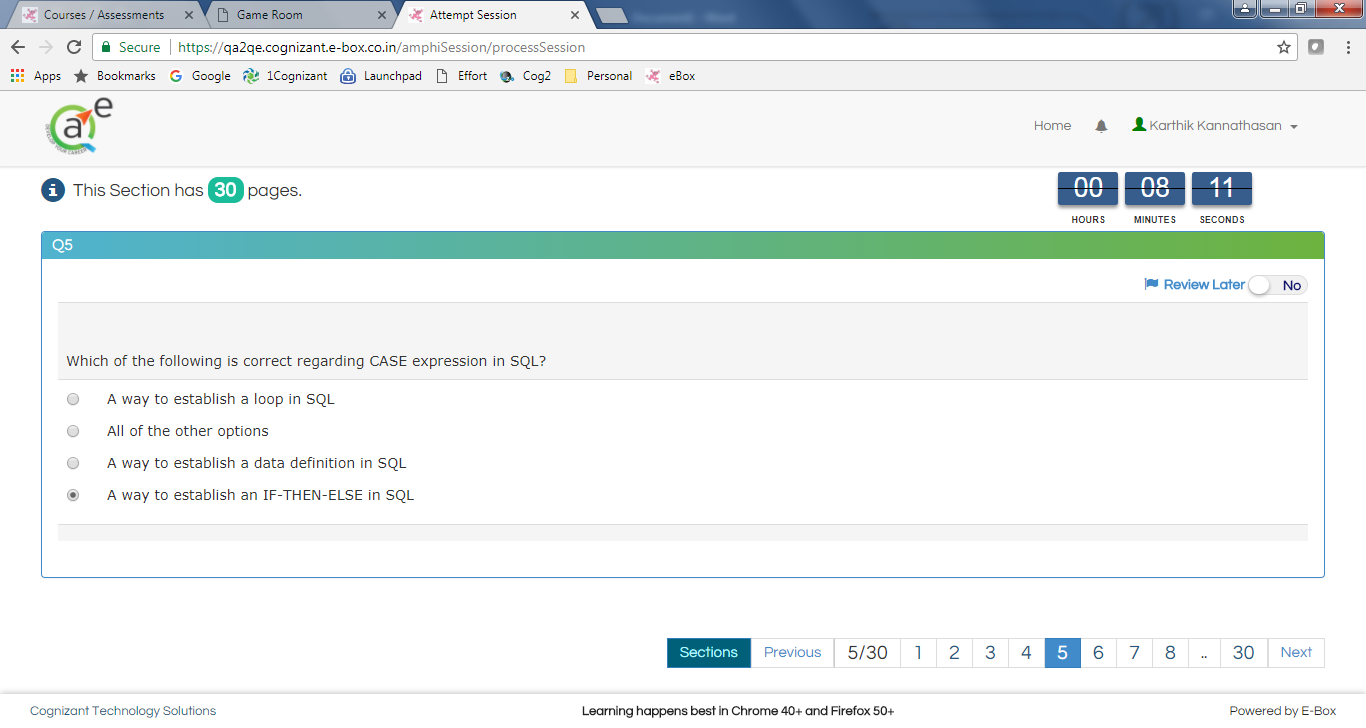 Courses / Assessments
Game Room
Attempt Session
Secure https://qa2qe.cognizant.e-box.co.in/amphiSession/processSession
Apps Bookmarks Google 1Cognizant Launchpad Effort Cog2 Personal eBox
a e
Home Karthik Kannathasan
This Section has 30 pages.
00 08 11
HOURS MINUTES SECONDS
Q5
Review Later No
Which of the following is correct regarding CASE expression in SQL?
A way to establish a loop in SQL
All of the other options
A way to establish a data definition in SQL
A way to establish an IF-THEN-ELSE in SQL
Sections Previous 5/30 1 2 3 4 5 6 7 8 .. 30 Next
Cognizant Technology Solutions Learning happens best in Chrome 40+ and Firefox 50+ Powered by E-Box